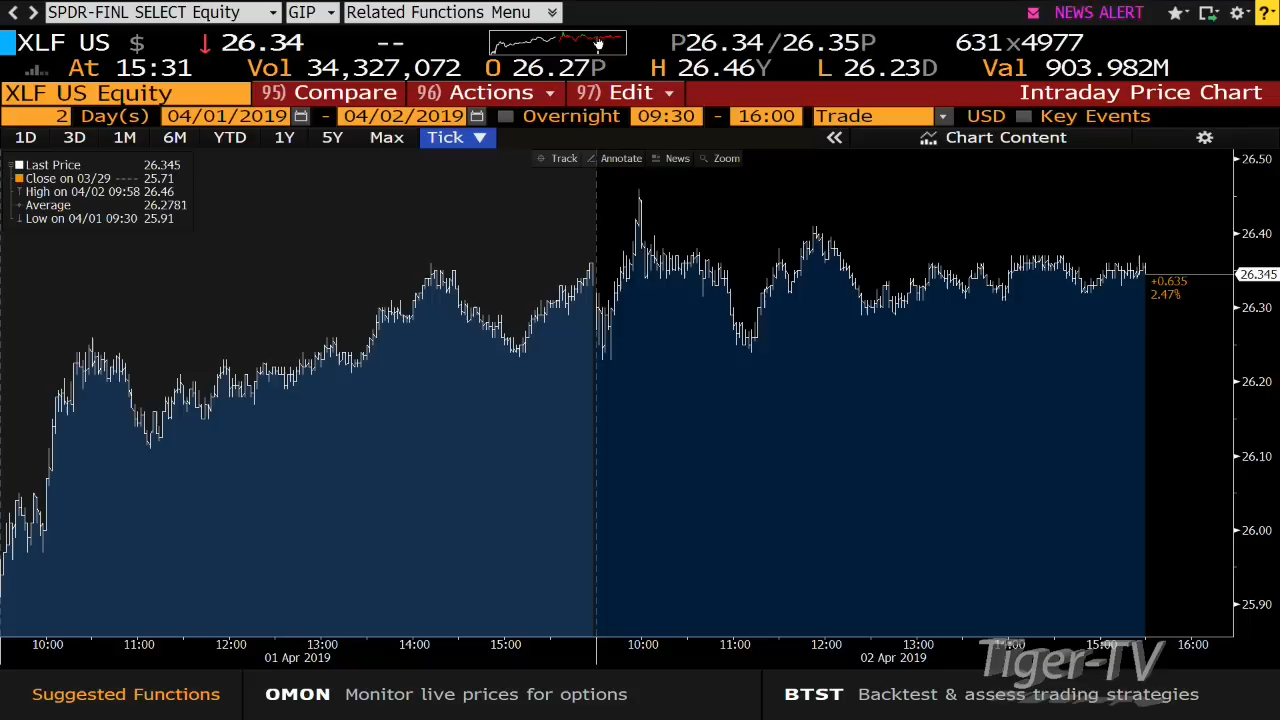 SPDR-FINL SELECT Equity GIP Related Functions Menu NEWS ALERT ?
XLF US $ ↓ 26.34 -- P26.34/26.35P 631x4977
At 15:31 Vol 34,327,072 O 26.27P H 26.46Y L 26.23D Val 903.982M
XLF US Equity 95) Compare 96) Actions 97) Edit Intraday Price Chart
2 Day(s) 04/01/2019 - 04/02/2019 Overnight 09:30 - 16:00 Trade USD Key Events
1D 3D 1M 6M YTD 1Y 5Y Max Tick ▼ « Chart Content
Track Annotate News Zoom
Last Price 26.345
Close on 03/29 ---- 25.71
High on 04/02 09:58 26.46
Average 26.2781
Low on 04/01 09:30 25.91
26.50
26.40
26.345
+0.635
2.47%
26.30
26.20
26.10
26.00
25.90
10:00 11:00 12:00 13:00 14:00 15:00 10:00 11:00 12:00 13:00 14:00 15:00 16:00
01 Apr 2019 02 Apr 2019
Tiger-TV
Suggested Functions OMON Monitor live prices for options BTST Backtest & assess trading strategies